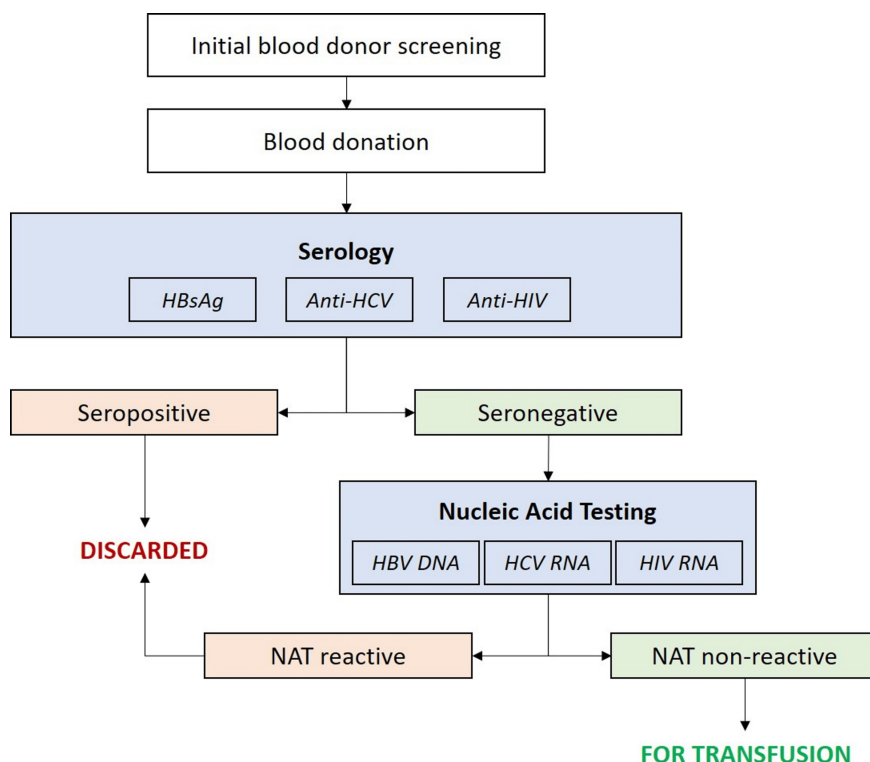 Initial blood donor screening
Blood donation
Serology
HBsAg
Anti-HCV
Anti-HIV
Seropositive
Seronegative
Nucleic Acid Testing
HBV DNA
HCV RNA
HIV RNA
DISCARDED
NAT reactive
NAT non-reactive
FOR TRANSFUSION